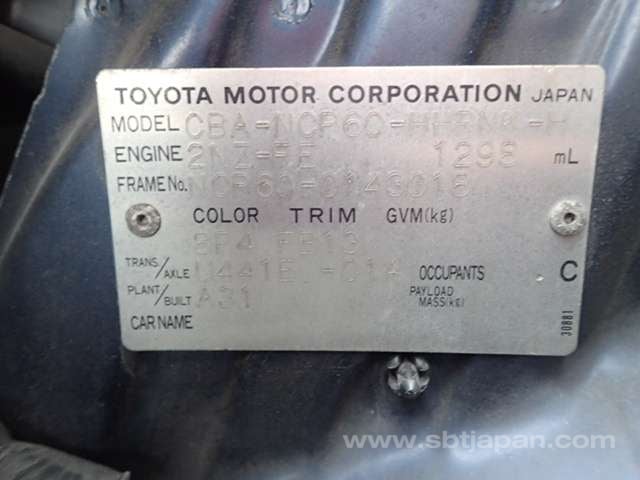 TOYOTA MOTOR CORPORATION JAPAN
MODEL CBA-NCP60-
ENGINE 2NZ-FE 1298 mL
FRAME No. NCP60-0143018
COLOR TRIM GVM(kg)
8P4 FB13
TRANS./AXLE U441E -01A OCCUPANTS C
PLANT/BUILT A31 PAYLOAD MASS(kg)
CAR NAME
30881
www.sbtjapan.com